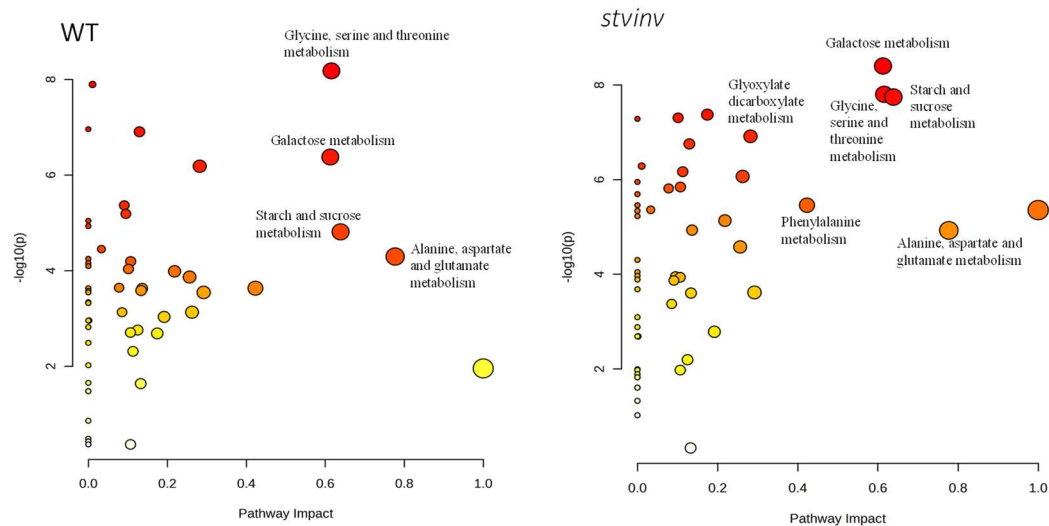 WT
Glycine, serine and threonine
metabolism
Galactose metabolism
Starch and sucrose
metabolism
Alanine, aspartate
and glutamate
metabolism
-log10(p)
8
6
4
2
0.0 0.2 0.4 0.6 0.8 1.0
Pathway Impact
stvinv
Galactose metabolism
Glyoxylate
dicarboxylate
metabolism
Starch and
sucrose
metabolism
Glycine,
serine and
threonine
metabolism
Phenylalanine
metabolism
Alanine, aspartate and
glutamate metabolism
-log10(p)
8
6
4
2
0.0 0.2 0.4 0.6 0.8 1.0
Pathway Impact